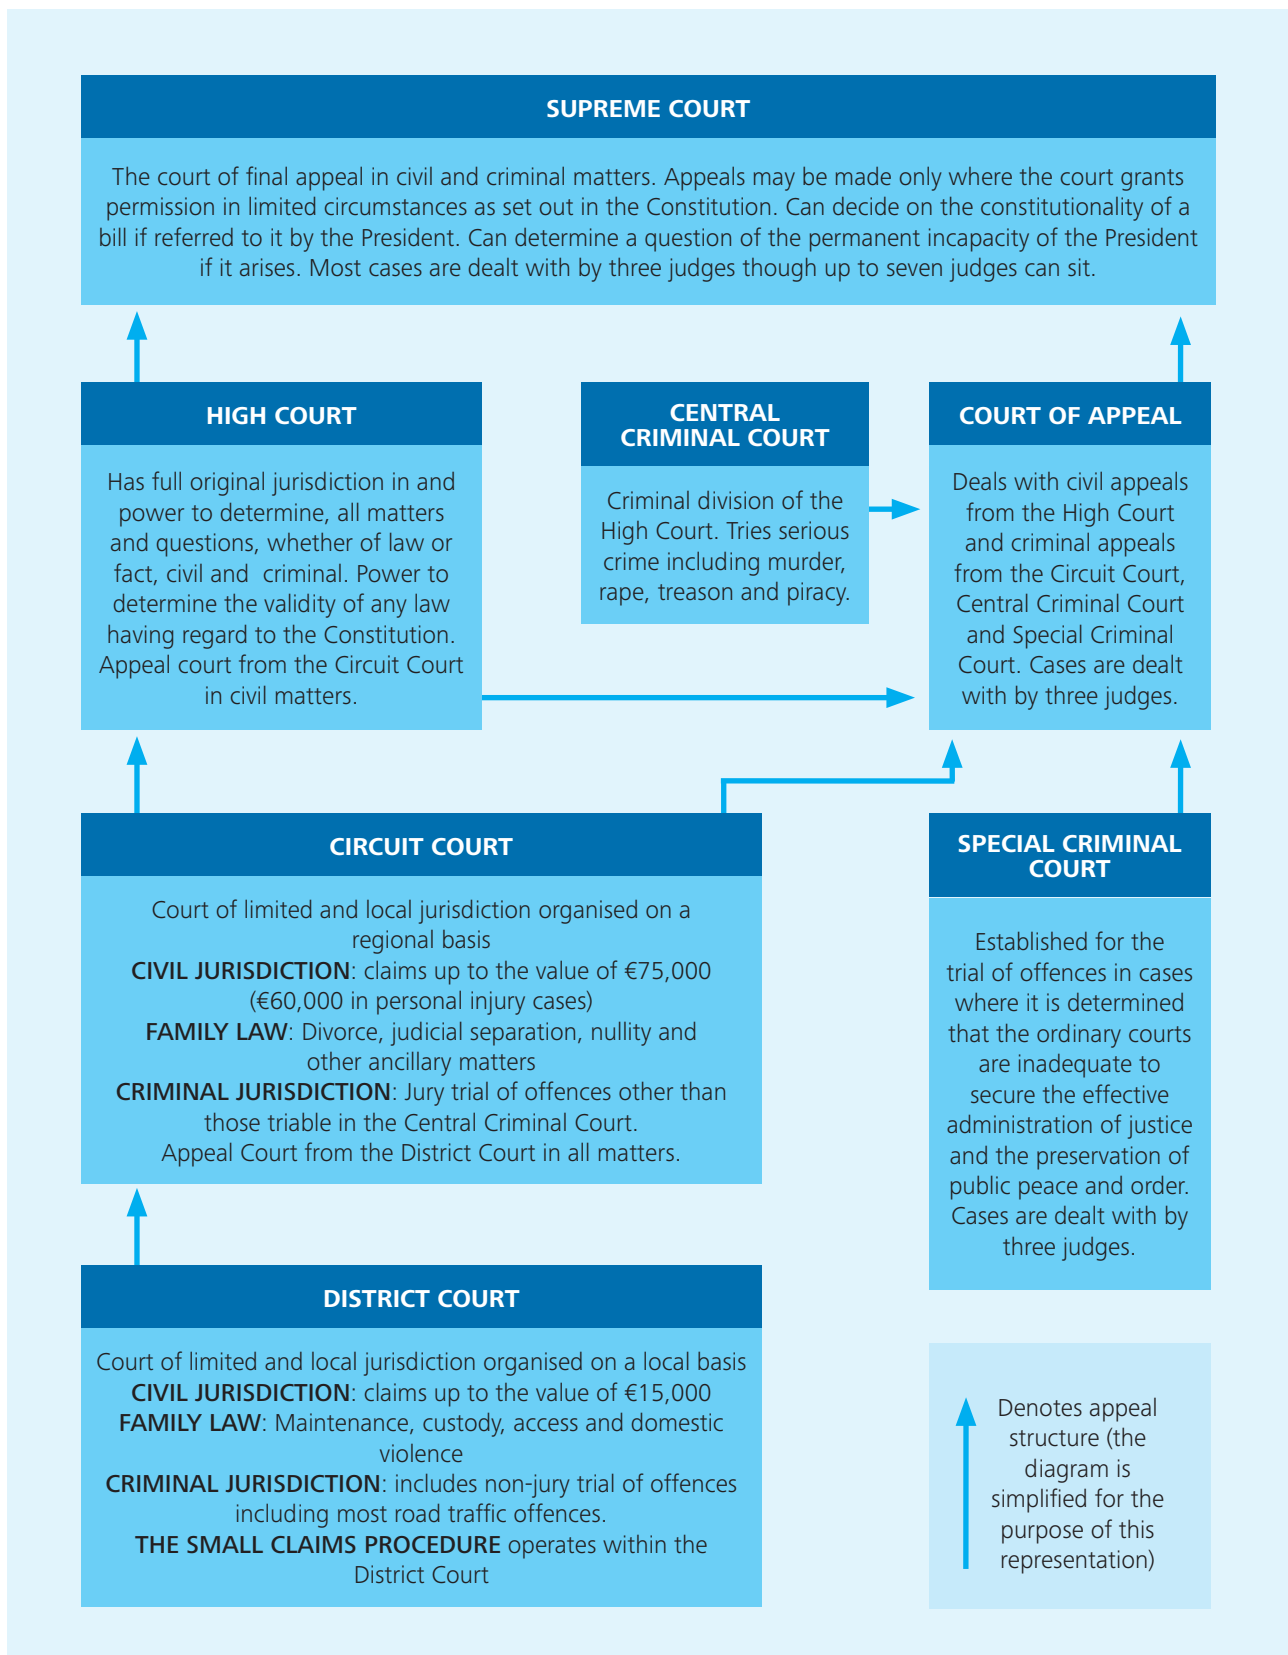 SUPREME COURT
The court of final appeal in civil and criminal matters. Appeals may be made only where the court grants
permission in limited circumstances as set out in the Constitution. Can decide on the constitutionality of a
bill if referred to it by the President. Can determine a question of the permanent incapacity of the President
if it arises. Most cases are dealt with by three judges though up to seven judges can sit.
HIGH COURT
Has full original jurisdiction in and
power to determine, all matters
and questions, whether of law or
fact, civil and criminal. Power to
determine the validity of any law
having regard to the Constitution.
Appeal court from the Circuit Court
in civil matters.
CENTRAL
CRIMINAL COURT
Criminal division of the
High Court. Tries serious
crime including murder,
rape, treason and piracy.
COURT OF APPEAL
Deals with civil appeals
from the High Court
and criminal appeals
from the Circuit Court,
Central Criminal Court
and Special Criminal
Court. Cases are dealt
with by three judges.
CIRCUIT COURT
Court of limited and local jurisdiction organised on a
regional basis
CIVIL JURISDICTION: claims up to the value of €75,000
(€60,000 in personal injury cases)
FAMILY LAW: Divorce, judicial separation, nullity and
other ancillary matters
CRIMINAL JURISDICTION: Jury trial of offences other than
those triable in the Central Criminal Court.
Appeal Court from the District Court in all matters.
SPECIAL CRIMINAL
COURT
Established for the
trial of offences in cases
where it is determined
that the ordinary courts
are inadequate to
secure the effective
administration of justice
and the preservation of
public peace and order.
Cases are dealt with by
three judges.
DISTRICT COURT
Court of limited and local jurisdiction organised on a local basis
CIVIL JURISDICTION: claims up to the value of €15,000
FAMILY LAW: Maintenance, custody, access and domestic
violence
CRIMINAL JURISDICTION: includes non-jury trial of offences
including most road traffic offences.
THE SMALL CLAIMS PROCEDURE operates within the
District Court
Denotes appeal
structure (the
diagram is
simplified for the
purpose of this
representation)